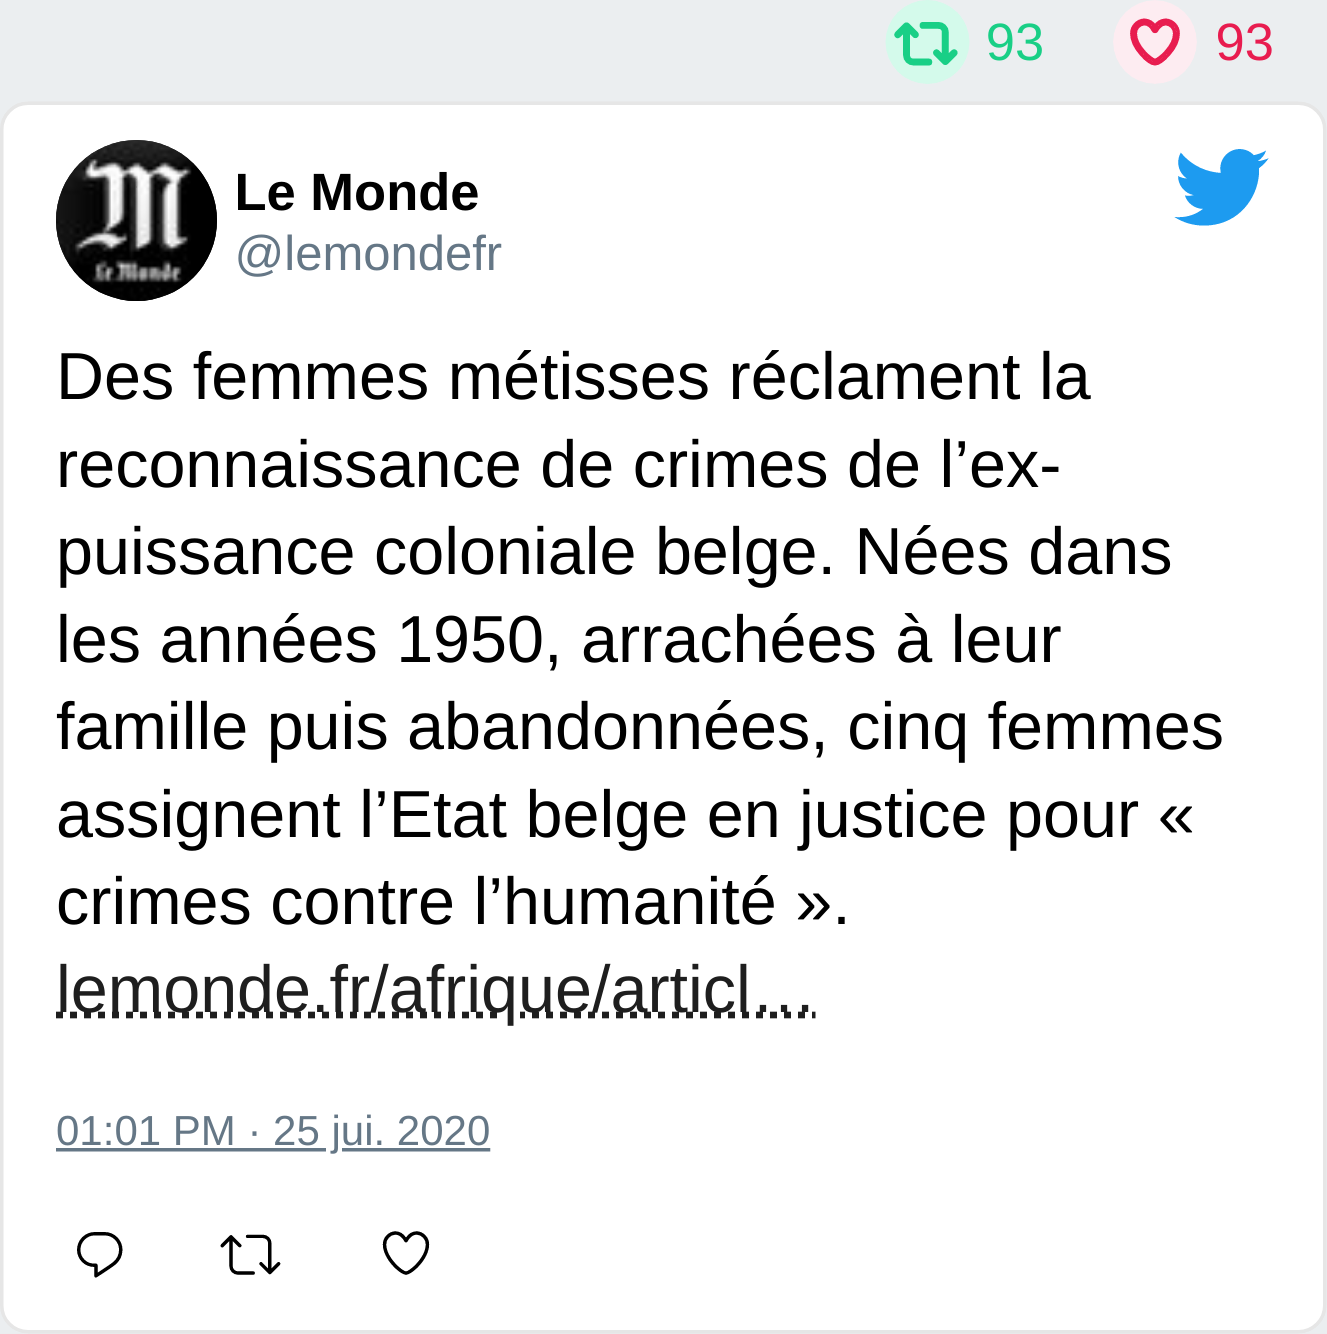 93 93
Le Monde
Le Monde
@lemondefr
Des femmes métisses réclament la
reconnaissance de crimes de l’ex-
puissance coloniale belge. Nées dans
les années 1950, arrachées à leur
famille puis abandonnées, cinq femmes
assignent l’Etat belge en justice pour «
crimes contre l’humanité ».
lemonde.fr/afrique/articl…
01:01 PM · 25 jui. 2020